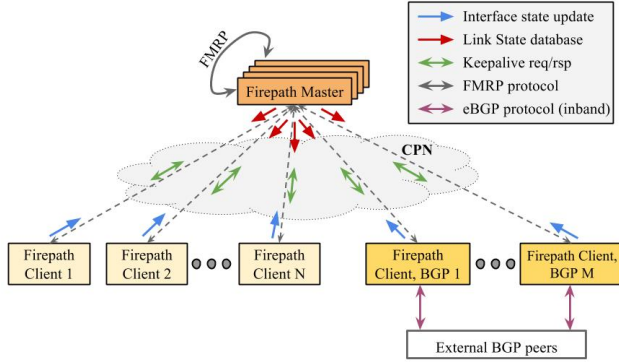 FMRP
Firepath Master
Interface state update
Link State database
Keepalive req/rsp
FMRP protocol
eBGP protocol (inband)
CPN
Firepath
Client 1
Firepath
Client 2
Firepath
Client N
Firepath
Client, BGP 1
Firepath Client,
BGP M
External BGP peers